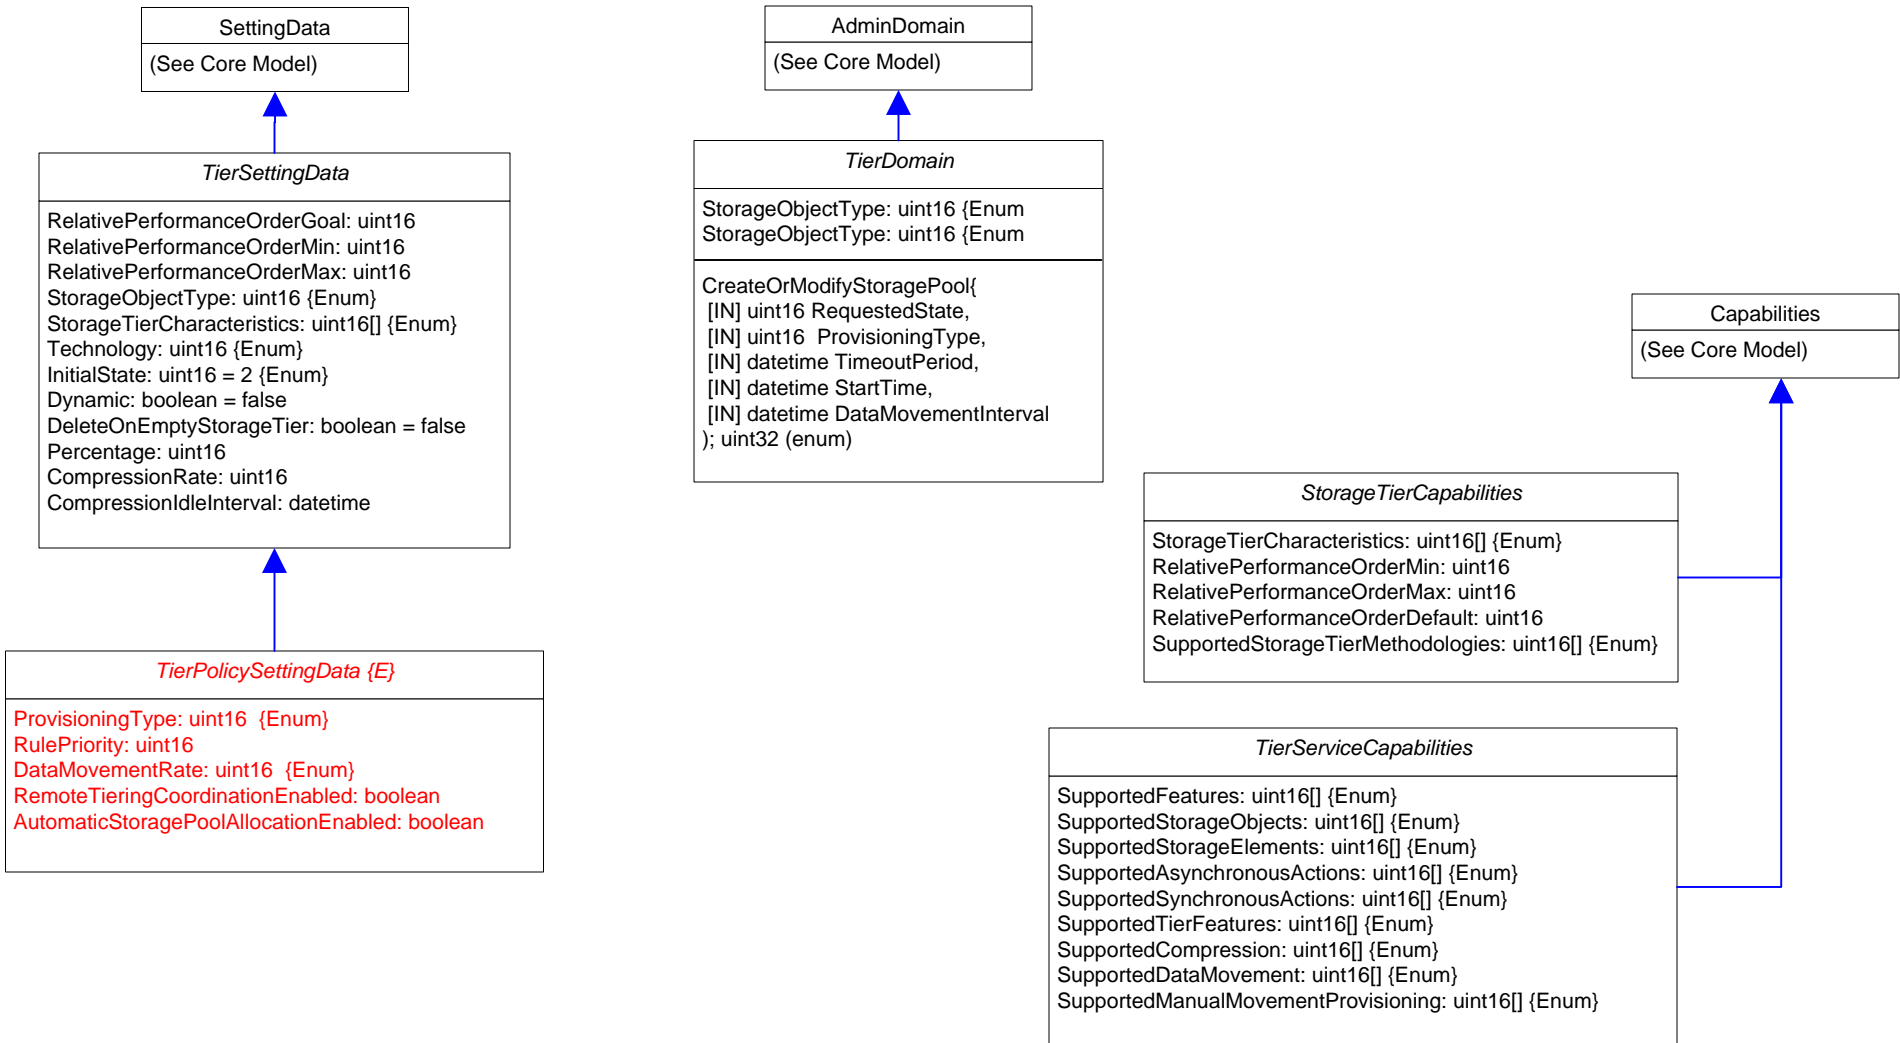 SettingData
(See Core Model)
TierSettingData
RelativePerformanceOrderGoal: uint16
RelativePerformanceOrderMin: uint16
RelativePerformanceOrderMax: uint16
StorageObjectType: uint16 {Enum}
StorageTierCharacteristics: uint16[] {Enum}
Technology: uint16 {Enum}
InitialState: uint16 = 2 {Enum}
Dynamic: boolean = false
DeleteOnEmptyStorageTier: boolean = false
Percentage: uint16
CompressionRate: uint16
CompressionIdleInterval: datetime
TierPolicySettingData {E}
ProvisioningType: uint16  {Enum}
RulePriority: uint16
DataMovementRate: uint16  {Enum}
RemoteTieringCoordinationEnabled: boolean
AutomaticStoragePoolAllocationEnabled: boolean
AdminDomain
(See Core Model)
TierDomain
StorageObjectType: uint16 {Enum
StorageObjectType: uint16 {Enum
CreateOrModifyStoragePool{
[IN] uint16 RequestedState,
[IN] uint16  ProvisioningType,
[IN] datetime TimeoutPeriod,
[IN] datetime StartTime,
[IN] datetime DataMovementInterval
); uint32 (enum)
Capabilities
(See Core Model)
StorageTierCapabilities
StorageTierCharacteristics: uint16[] {Enum}
RelativePerformanceOrderMin: uint16
RelativePerformanceOrderMax: uint16
RelativePerformanceOrderDefault: uint16
SupportedStorageTierMethodologies: uint16[] {Enum}
TierServiceCapabilities
SupportedFeatures: uint16[] {Enum}
SupportedStorageObjects: uint16[] {Enum}
SupportedStorageElements: uint16[] {Enum}
SupportedAsynchronousActions: uint16[] {Enum}
SupportedSynchronousActions: uint16[] {Enum}
SupportedTierFeatures: uint16[] {Enum}
SupportedCompression: uint16[] {Enum}
SupportedDataMovement: uint16[] {Enum}
SupportedManualMovementProvisioning: uint16[] {Enum}